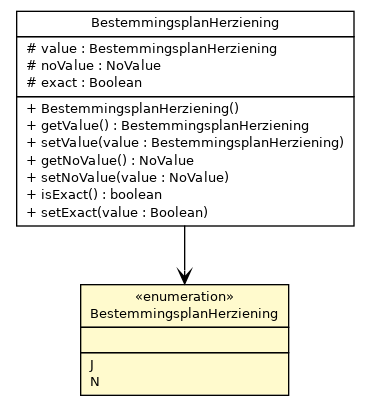 BestemmingsplanHerziening
# value : BestemmingsplanHerziening
# noValue : NoValue
# exact : Boolean
+ BestemmingsplanHerziening()
+ getValue() : BestemmingsplanHerziening
+ setValue(value : BestemmingsplanHerziening)
+ getNoValue() : NoValue
+ setNoValue(value : NoValue)
+ isExact() : boolean
+ setExact(value : Boolean)
«enumeration»
BestemmingsplanHerziening
J
N